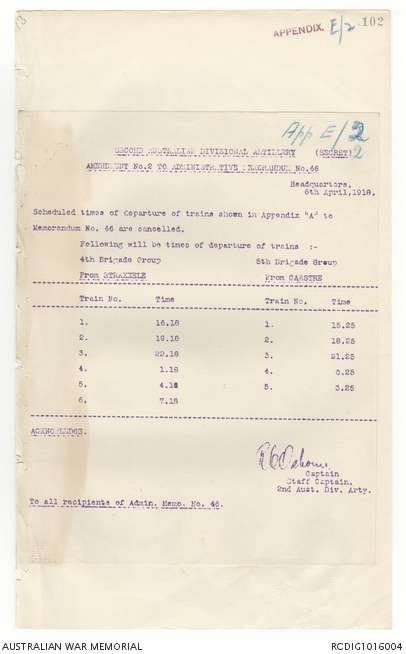 13
APPENDIX E/2 102
App E/2
2
SECOND AUSTRALIAN DIVISIONAL ARTILLERY (SECRET)
AMENDMENT No.2 TO ADMINISTRATIVE MEMORANDUM No.46
Headquarters,
6th April,1918.
Scheduled times of departure of trains shown in Appendix "A" to
Memorandum No. 46 are cancelled.
Following will be times of departure of trains :-
4th Brigade Group 5th Brigade Group
From STRAZEELE From CAESTRE
Train No. Time Train No. Time
1. 16.18 1. 15.25
2. 19.18 2. 18.25
3. 22.18 3. 21.25
4. 1.18 4. 0.25
5. 4.18 5. 3.25
6. 7.18
ACKNOWLEDGE.
Captain
Staff Captain,
2nd Aust. Div. Arty.
To all recipients of Admin. Memo. No. 46.
AUSTRALIAN WAR MEMORIAL RCDIG1016004